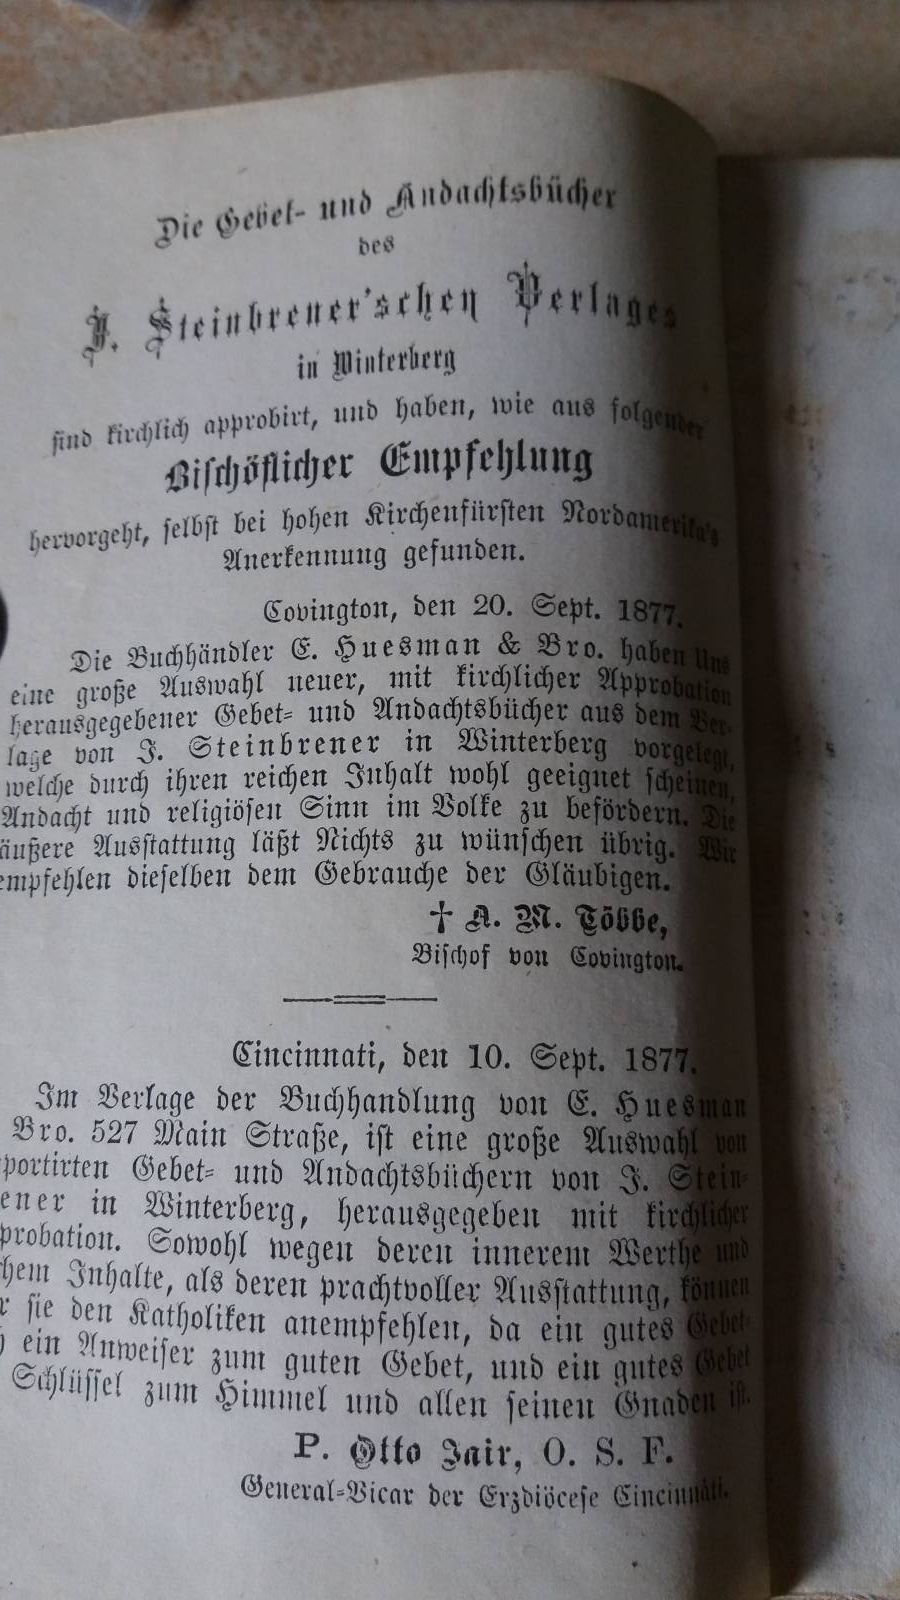 Die Gebet- und Andachtsbücher
des
J. Steinbrener'schen Verlages
in Winterberg
sind kirchlich approbirt, und haben, wie aus folgender
Bischöflicher Empfehlung
hervorgeht, selbst bei hohen Kirchenfürsten Nordamerika's
Anerkennung gefunden.
Covington, den 20. Sept. 1877.
Die Buchhändler E. Huesman & Bro. haben Uns
eine große Auswahl neuer, mit kirchlicher Approbation
herausgegebener Gebet- und Andachtsbücher aus dem Ver-
lage von J. Steinbrener in Winterberg vorgelegt,
welche durch ihren reichen Inhalt wohl geeignet scheinen,
Andacht und religiösen Sinn im Volke zu befördern. Die
äußere Ausstattung läßt Nichts zu wünschen übrig. Wir
empfehlen dieselben dem Gebrauche der Gläubigen.
† A. M. Többe,
Bischof von Covington.
Cincinnati, den 10. Sept. 1877.
Im Verlage der Buchhandlung von E. Huesman
Bro. 527 Main Straße, ist eine große Auswahl von
portirten Gebet- und Andachtsbüchern von J. Stein-
ener in Winterberg, herausgegeben mit kirchlicher
probation. Sowohl wegen deren innerem Werthe und
chem Inhalte, als deren prachtvoller Ausstattung, können
r sie den Katholiken anempfehlen, da ein gutes Gebet-
ein Anweiser zum guten Gebet, und ein gutes Gebet
Schlüssel zum Himmel und allen seinen Gnaden ist.
P. Otto Jair, O. S. F.
General-Vicar der Erzdiöcese Cincinnati.